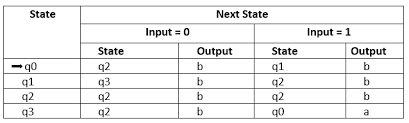 State Next State
Input = 0 Input = 1
State Output State Output
q0 q2 b q1 b
q1 q3 b q2 b
q2 q2 b q2 b
q3 q2 b q0 a